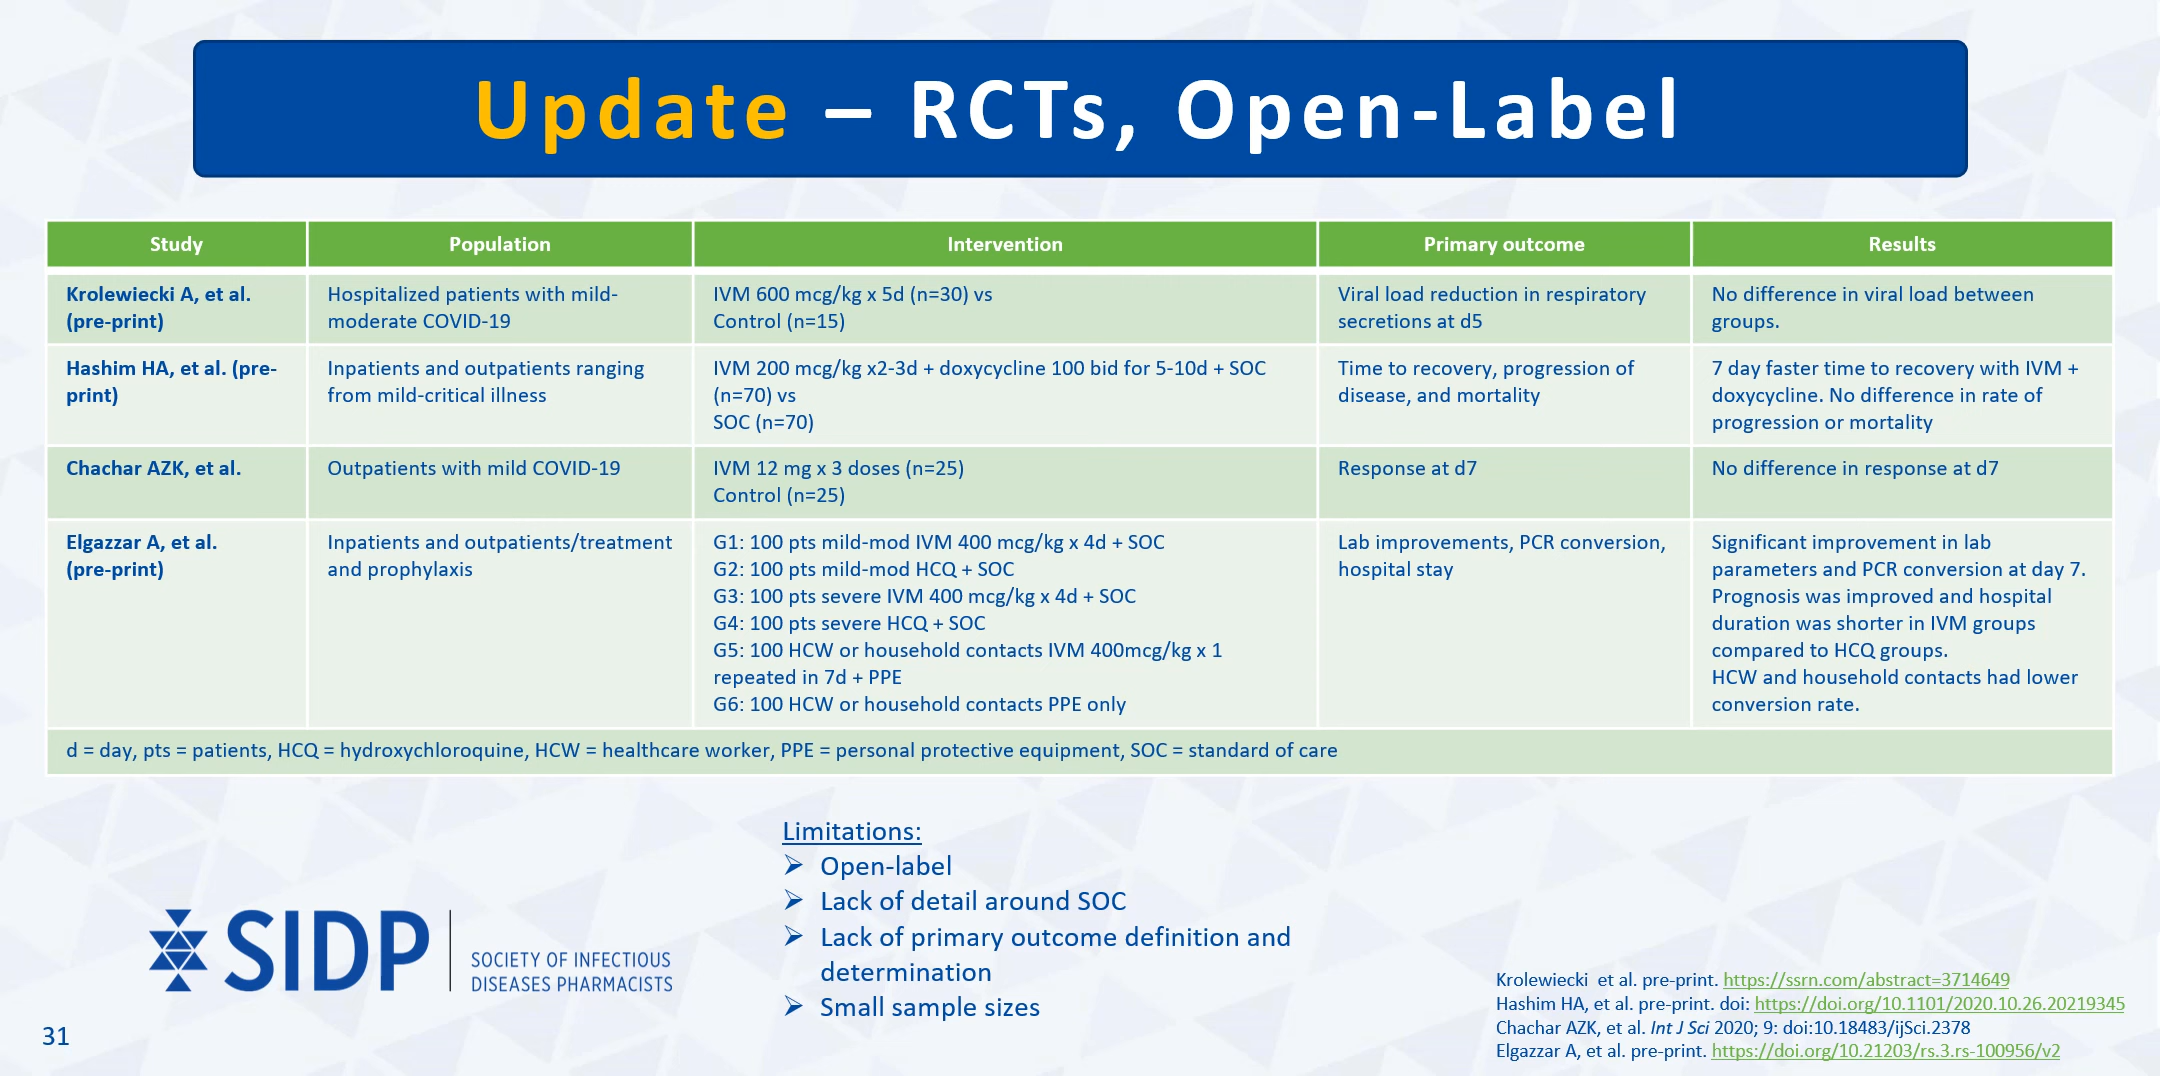 Update – RCTs, Open-Label
Study
Population
Intervention
Primary outcome
Results
Krolewiecki A, et al.
(pre-print)
Hospitalized patients with mild-
moderate COVID-19
IVM 600 mcg/kg x 5d (n=30) vs
Control (n=15)
Viral load reduction in respiratory
secretions at d5
No difference in viral load between
groups.
Hashim HA, et al. (pre-
print)
Inpatients and outpatients ranging
from mild-critical illness
IVM 200 mcg/kg x2-3d + doxycycline 100 bid for 5-10d + SOC
(n=70) vs
SOC (n=70)
Time to recovery, progression of
disease, and mortality
7 day faster time to recovery with IVM +
doxycycline. No difference in rate of
progression or mortality
Chachar AZK, et al.
Outpatients with mild COVID-19
IVM 12 mg x 3 doses (n=25)
Control (n=25)
Response at d7
No difference in response at d7
Elgazzar A, et al.
(pre-print)
Inpatients and outpatients/treatment
and prophylaxis
G1: 100 pts mild-mod IVM 400 mcg/kg x 4d + SOC
G2: 100 pts mild-mod HCQ + SOC
G3: 100 pts severe IVM 400 mcg/kg x 4d + SOC
G4: 100 pts severe HCQ + SOC
G5: 100 HCW or household contacts IVM 400mcg/kg x 1
repeated in 7d + PPE
G6: 100 HCW or household contacts PPE only
Lab improvements, PCR conversion,
hospital stay
Significant improvement in lab
parameters and PCR conversion at day 7.
Prognosis was improved and hospital
duration was shorter in IVM groups
compared to HCQ groups.
HCW and household contacts had lower
conversion rate.
d = day, pts = patients, HCQ = hydroxychloroquine, HCW = healthcare worker, PPE = personal protective equipment, SOC = standard of care
Limitations:
➢ Open-label
➢ Lack of detail around SOC
➢ Lack of primary outcome definition and
determination
➢ Small sample sizes
SIDP
SOCIETY OF INFECTIOUS
DISEASES PHARMACISTS
31
Krolewiecki et al. pre-print. https://ssrn.com/abstract=3714649
Hashim HA, et al. pre-print. doi: https://doi.org/10.1101/2020.10.26.20219345
Chachar AZK, et al. Int J Sci 2020; 9: doi:10.18483/ijSci.2378
Elgazzar A, et al. pre-print. https://doi.org/10.21203/rs.3.rs-100956/v2